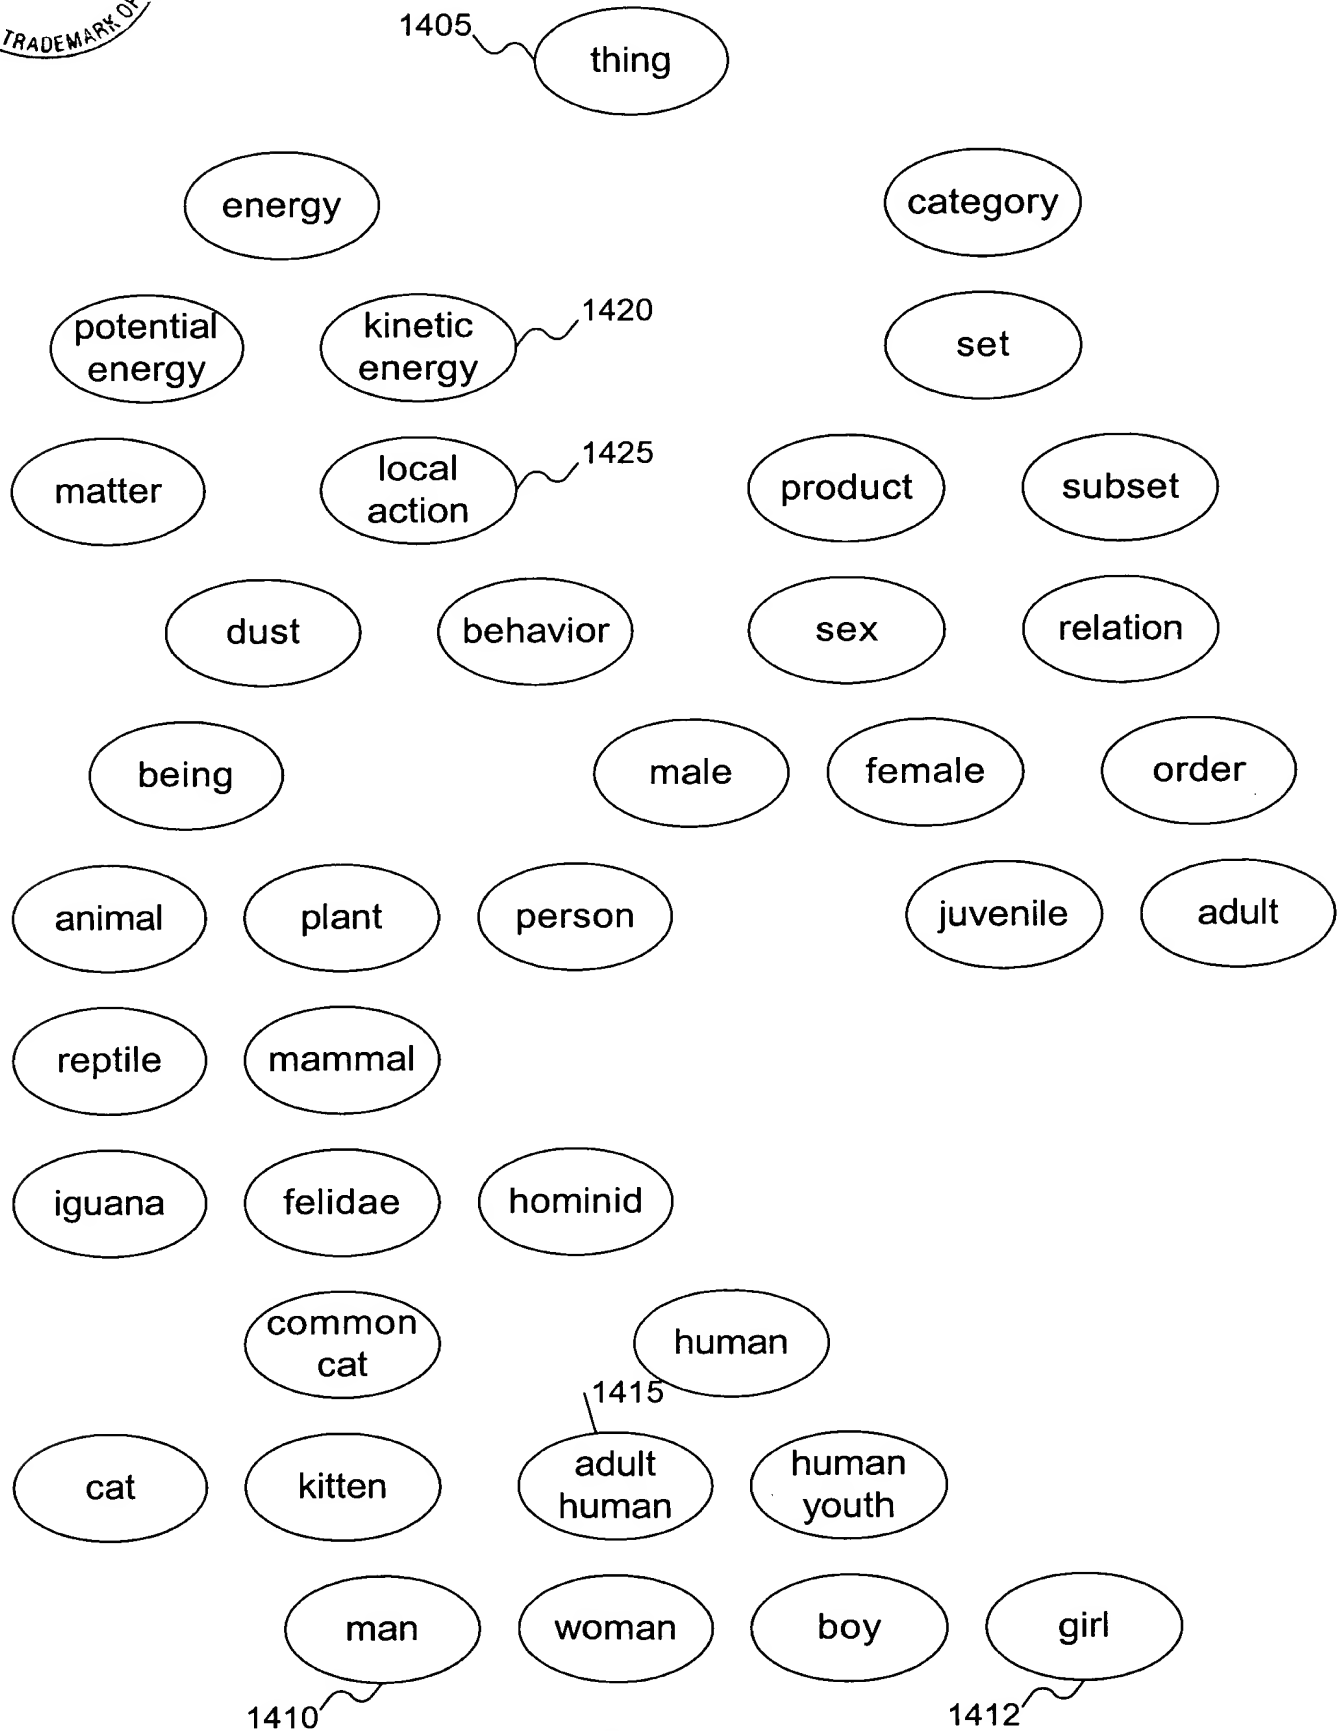 TRADEMARK
1405
thing
energy
category
potential
energy
kinetic
energy
1420
set
matter
local
action
1425
product
subset
dust
behavior
sex
relation
being
male
female
order
animal
plant
person
juvenile
adult
reptile
mammal
iguana
felidae
hominid
common
cat
human
1415
cat
kitten
adult
human
human
youth
man
woman
boy
girl
1410
1412